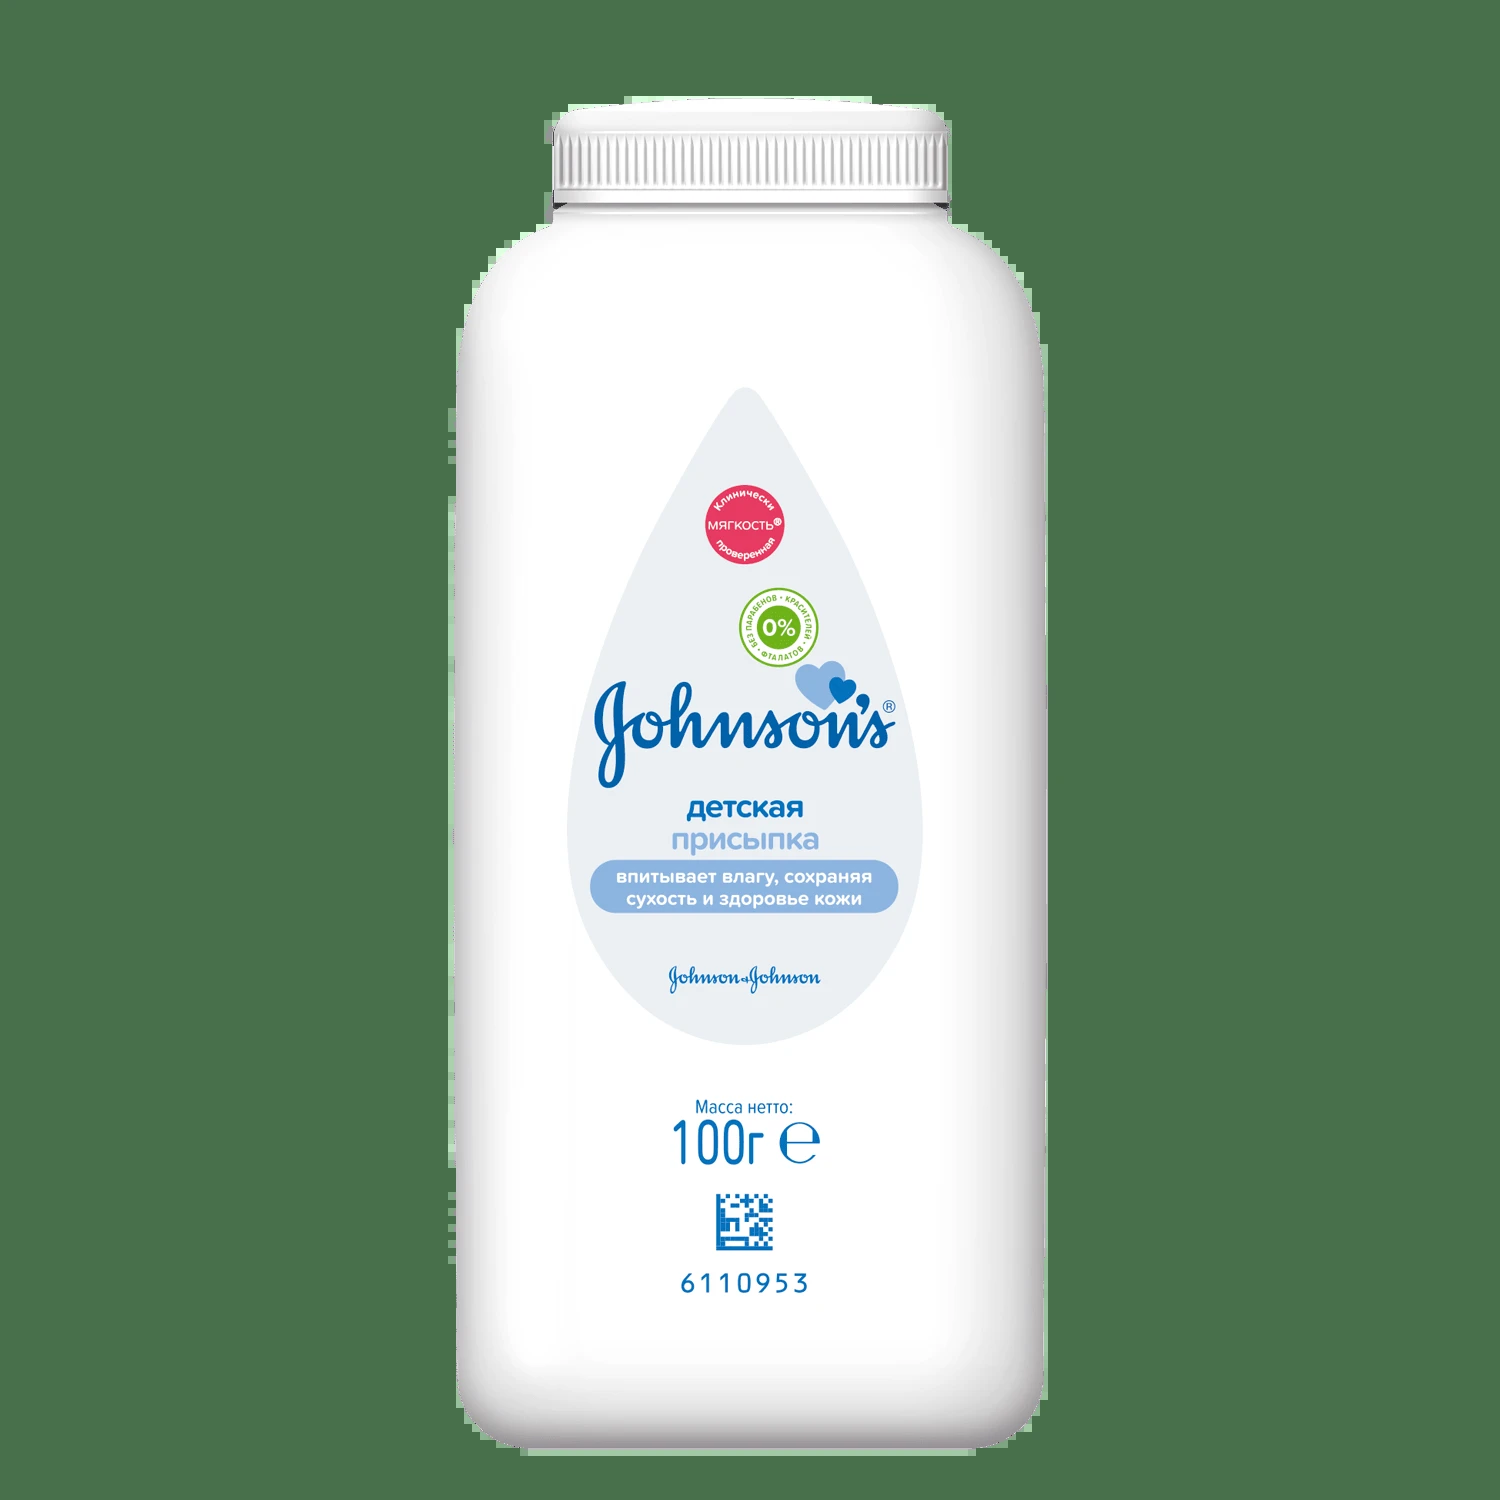 Клинически
МЯГКОСТЬ®
проверенная
БЕЗ ПАРАБЕНОВ • КРАСИТЕЛЕЙ • ФТАЛАТОВ •
0%
Johnson's®
детская
присыпка
впитывает влагу, сохраняя
сухость и здоровье кожи
Johnson & Johnson
Масса нетто:
100г ℮
6110953